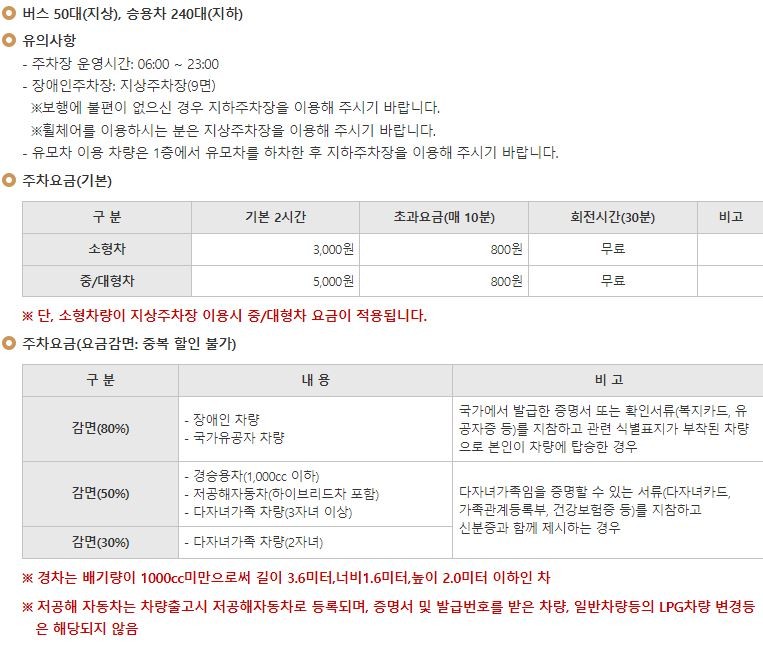 버스 50대(지상), 승용차 240대(지하)
유의사항
- 주차장 운영시간: 06:00 ~ 23:00
- 장애인주차장: 지상주차장(9면)
※보행에 불편이 없으신 경우 지하주차장을 이용해 주시기 바랍니다.
※휠체어를 이용하시는 분은 지상주차장을 이용해 주시기 바랍니다.
- 유모차 이용 차량은 1층에서 유모차를 하차한 후 지하주차장을 이용해 주시기 바랍니다.
주차요금(기본)
구 분 기본 2시간 초과요금(매 10분) 회전시간(30분) 비고
소형차 3,000원 800원 무료
중/대형차 5,000원 800원 무료
※ 단, 소형차량이 지상주차장 이용시 중/대형차 요금이 적용됩니다.
주차요금(요금감면: 중복 할인 불가)
구 분 내 용 비 고
감면(80%)
- 장애인 차량
- 국가유공자 차량
국가에서 발급한 증명서 또는 확인서류(복지카드, 유
공자증 등)를 지참하고 관련 식별표지가 부착된 차량
으로 본인이 차량에 탑승한 경우
감면(50%)
- 경승용차(1,000cc 이하)
- 저공해자동차(하이브리드차 포함)
- 다자녀가족 차량(3자녀 이상)
다자녀가족임을 증명할 수 있는 서류(다자녀카드,
가족관계등록부, 건강보험증 등)를 지참하고
신분증과 함께 제시하는 경우
감면(30%)
- 다자녀가족 차량(2자녀)
※ 경차는 배기량이 1000cc미만으로써 길이 3.6미터,너비1.6미터,높이 2.0미터 이하인 차
※ 저공해 자동차는 차량출고시 저공해자동차로 등록되며, 증명서 및 발급번호를 받은 차량, 일반차량등의 LPG차량 변경등
은 해당되지 않음